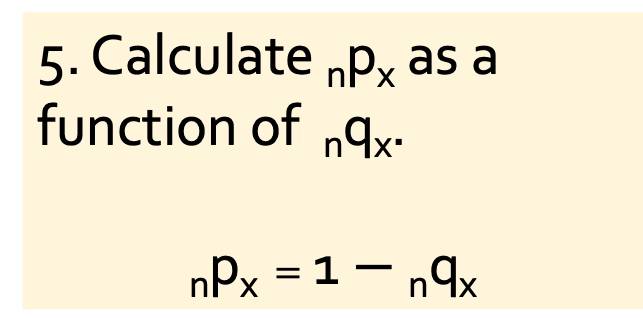 5. Calculate ₙpₓ as a
function of ₙqₓ.
ₙpₓ = 1 − ₙqₓ